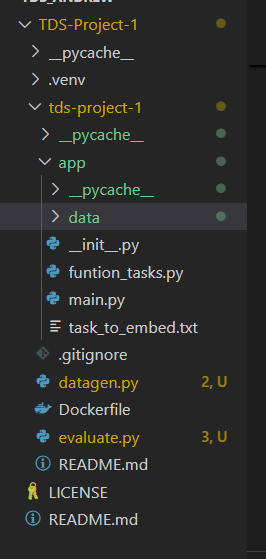 TDS-Project-1
__pycache__
.venv
tds-project-1
__pycache__
app
__pycache__
data
__init__.py
funtion_tasks.py
main.py
task_to_embed.txt
.gitignore
datagen.py 2, U
Dockerfile
evaluate.py 3, U
README.md
LICENSE
README.md